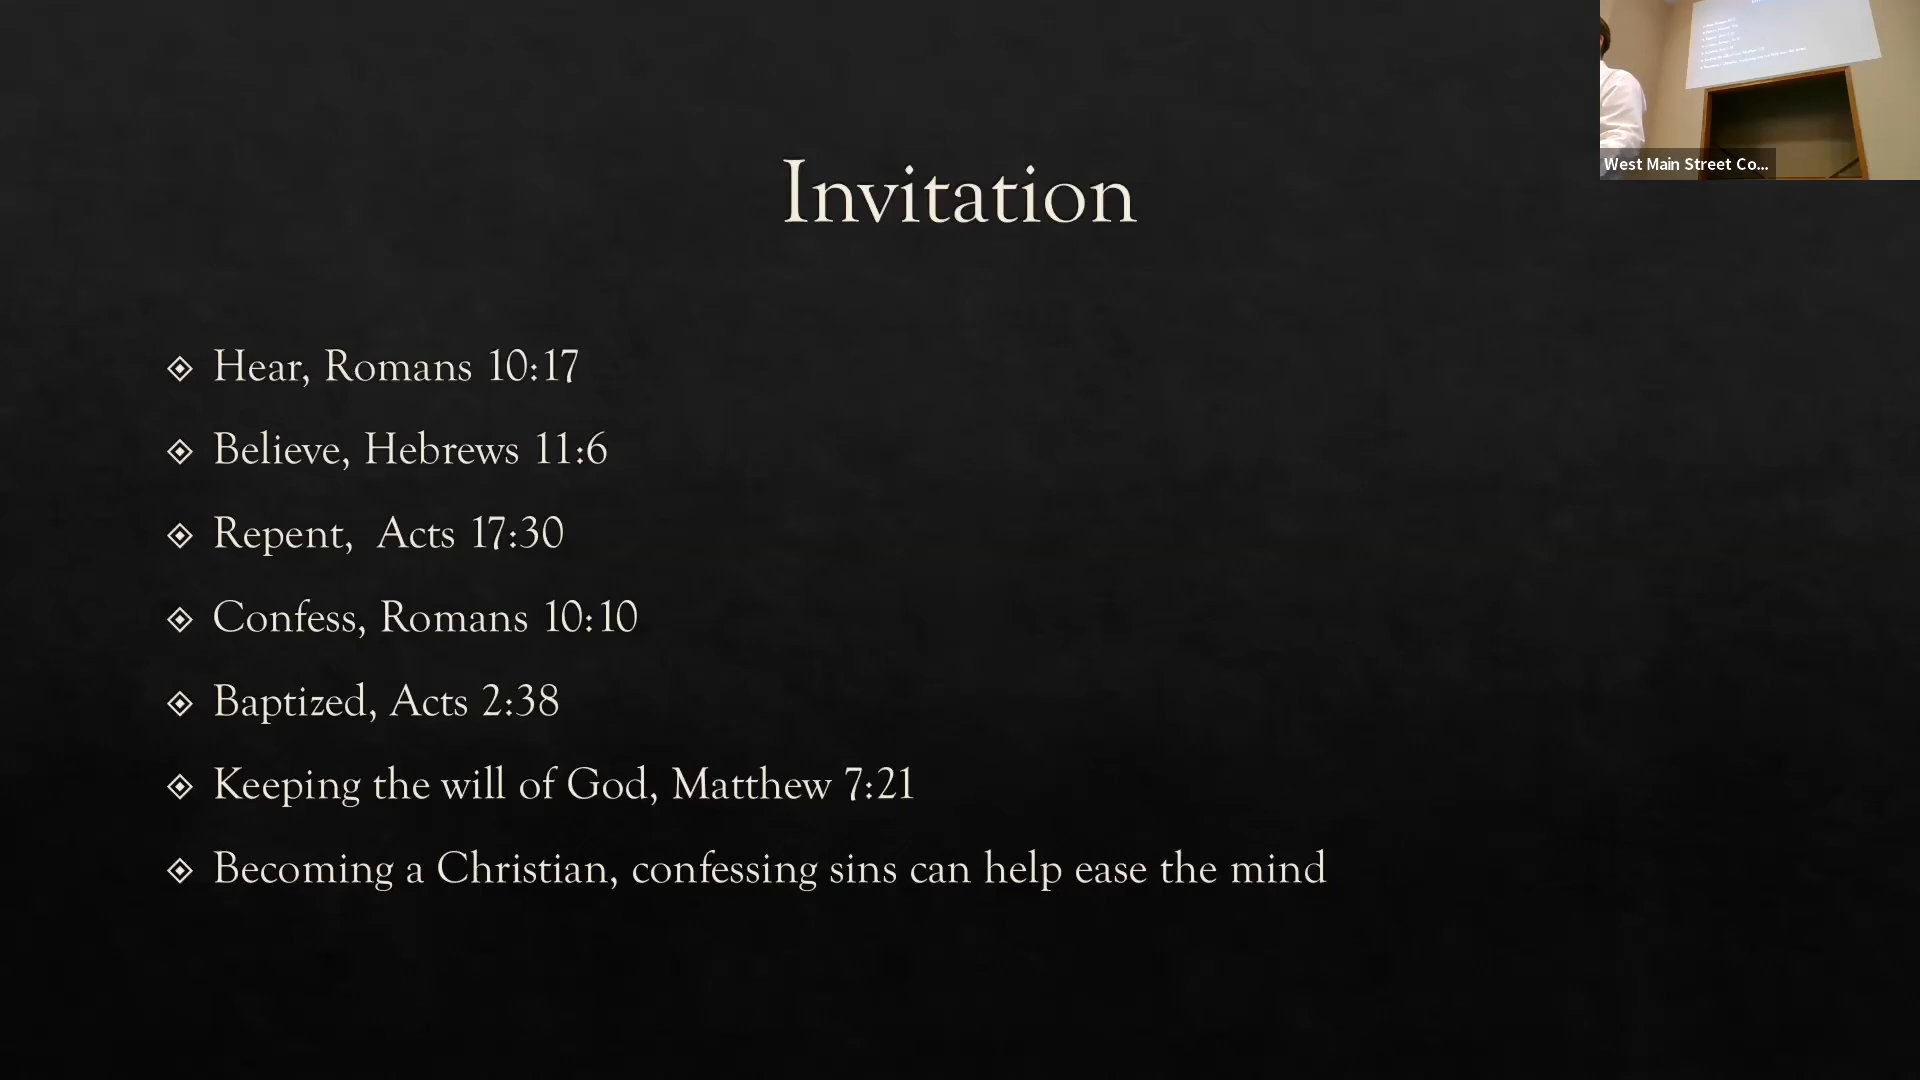 Invitation
Hear, Romans 10:17
Believe, Hebrews 11:6
Repent, Acts 17:30
Confess, Romans 10:10
Baptized, Acts 2:38
Keeping the will of God, Matthew 7:21
Becoming a Christian, confessing sins can help ease the mind
West Main Street Co...